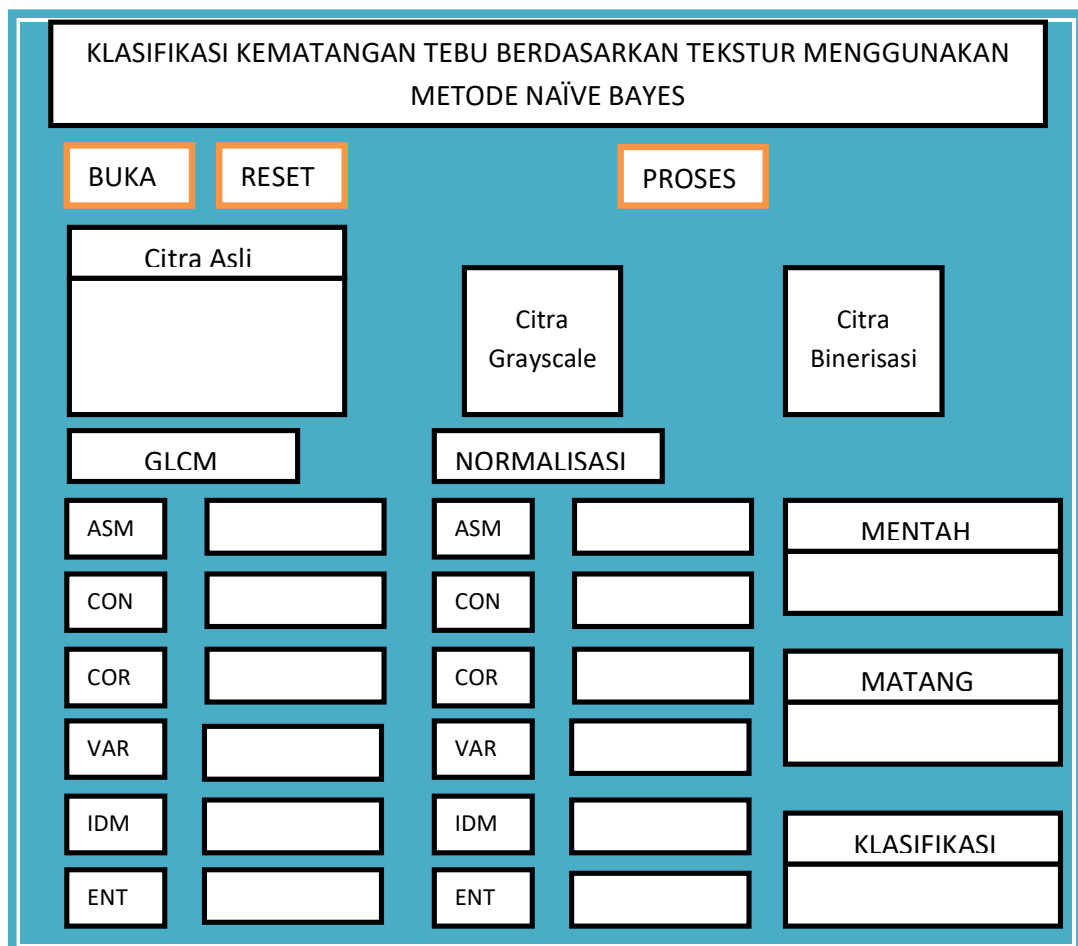 KLASIFIKASI KEMATANGAN TEBU BERDASARKAN TEKSTUR MENGGUNAKAN
METODE NAÏVE BAYES
BUKA
RESET
PROSES
Citra Asli
Citra
Grayscale
Citra
Binerisasi
GLCM
NORMALISASI
ASM
ASM
MENTAH
CON
CON
COR
COR
MATANG
VAR
VAR
IDM
IDM
KLASIFIKASI
ENT
ENT